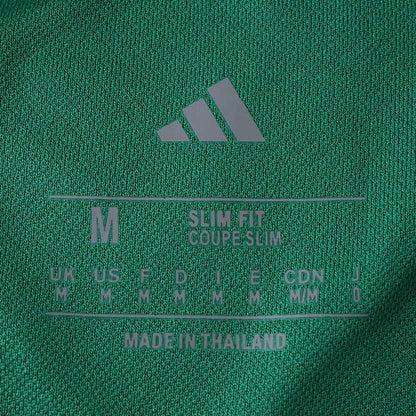 M
SLIM FIT
COUPE SLIM
UK US F D I E CDN J
M M M M M M M/M O
MADE IN THAILAND